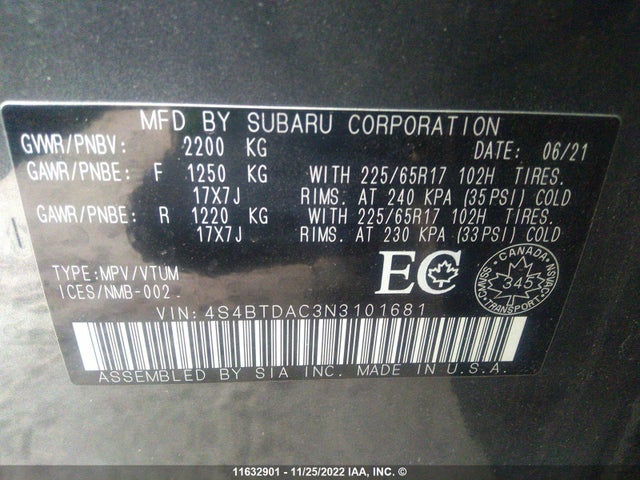 MFD BY SUBARU CORPORATION
GVWR/PNBV: 2200 KG DATE: 06/21
GAWR/PNBE: F 1250 KG WITH 225/65R17 102H TIRES.
17X7J RIMS. AT 240 KPA (35PSI) COLD
GAWR/PNBE: R 1220 KG WITH 225/65R17 102H TIRES.
17X7J RIMS. AT 230 KPA (33PSI) COLD
TYPE:MPV/VTUM
ICES/NMB-002
EC
CANADA
345
TRANSPORT
VIN: 4S4BTDAC3N3101681
ASSEMBLED BY SIA INC. MADE IN U.S.A.
11632901 - 11/25/2022 IAA, INC. ©